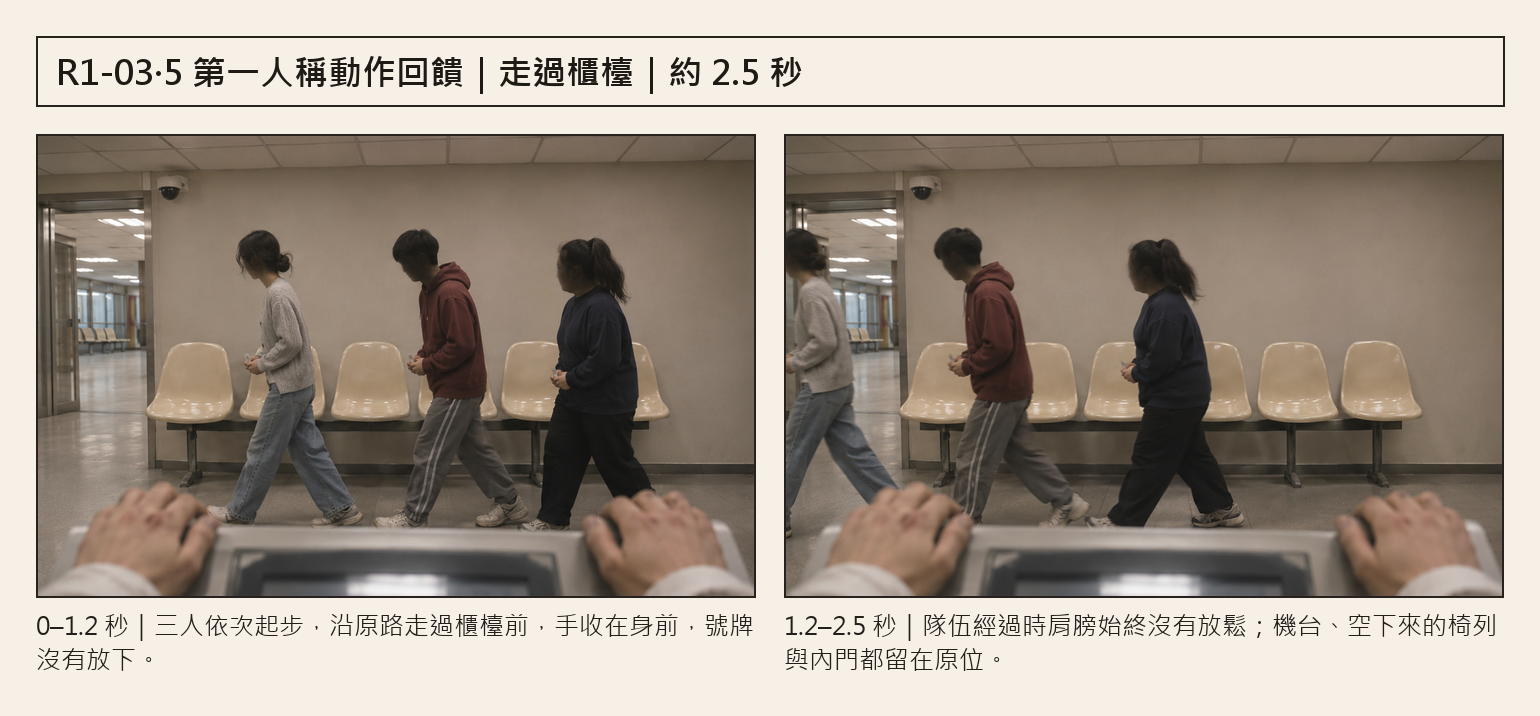 R1-03·5 第一人稱動作回饋｜走過櫃檯｜約 2.5 秒
0–1.2 秒｜三人依次起步，沿原路走過櫃檯前，手收在身前，號牌
沒有放下。
1.2–2.5 秒｜隊伍經過時肩膀始終沒有放鬆；機台、空下來的椅列
與內門都留在原位。